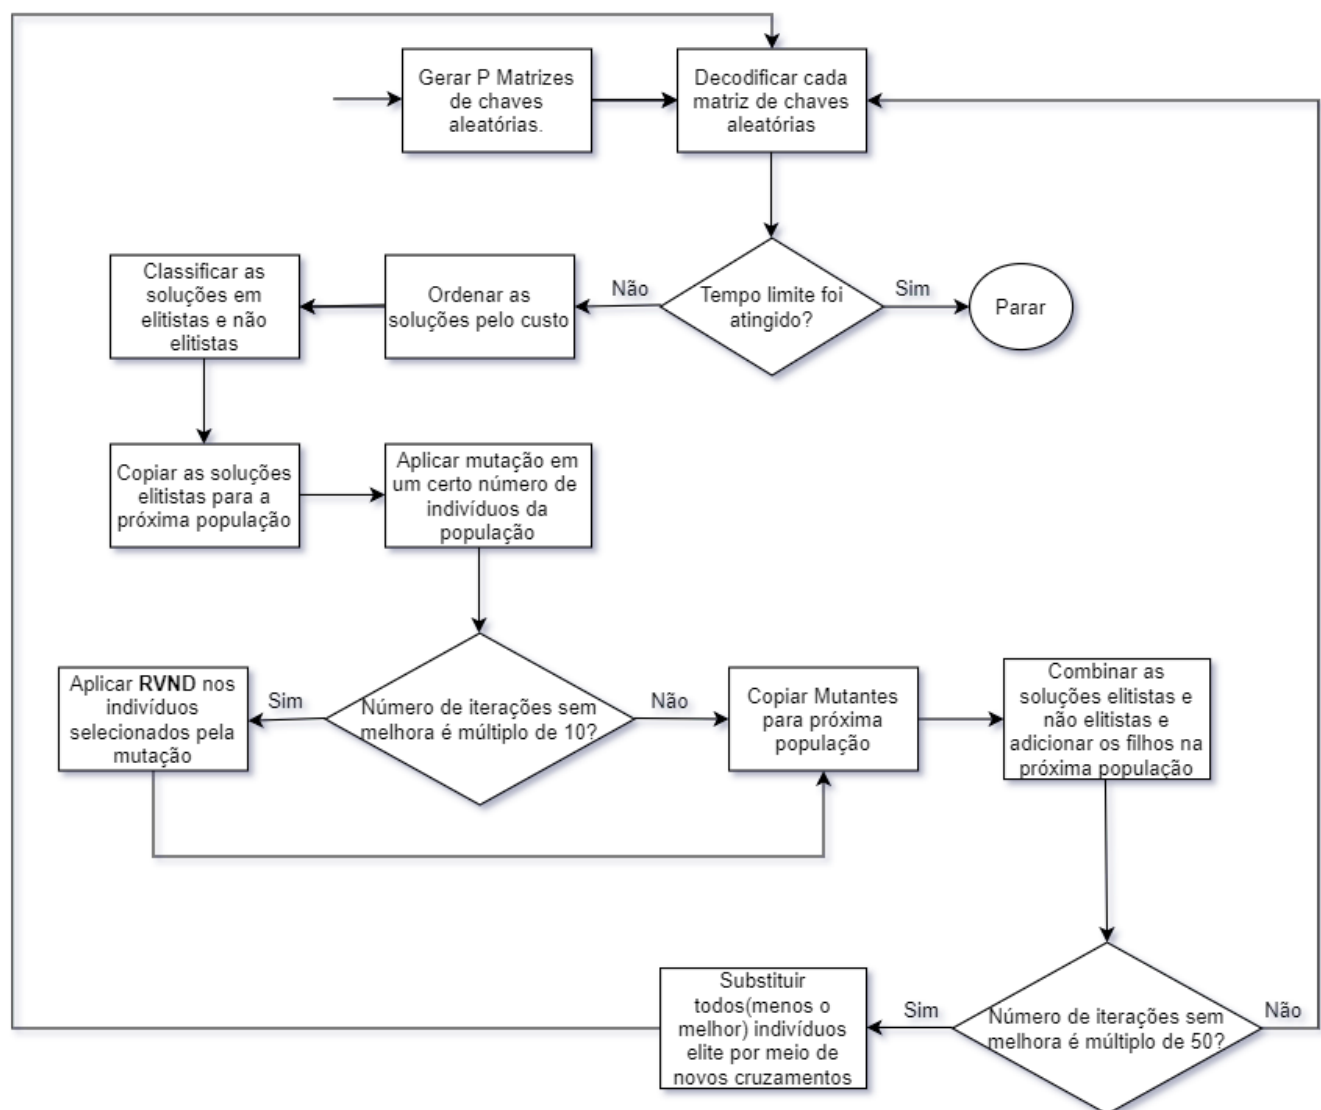 Gerar P Matrizes
de chaves
aleatórias.
Decodificar cada
matriz de chaves
aleatórias
Tempo limite foi
atingido?
Sim
Parar
Não
Ordenar as
soluções pelo custo
Classificar as
soluções em
elitistas e não
elitistas
Copiar as soluções
elitistas para a
próxima população
Aplicar mutação em
um certo número de
indivíduos da
população
Número de iterações sem
melhora é múltiplo de 10?
Sim
Aplicar RVND nos
indivíduos
selecionados pela
mutação
Não
Copiar Mutantes
para próxima
população
Combinar as
soluções elitistas e
não elitistas e
adicionar os filhos na
próxima população
Número de iterações sem
melhora é múltiplo de 50?
Sim
Substituir
todos(menos o
melhor) indivíduos
elite por meio de
novos cruzamentos
Não